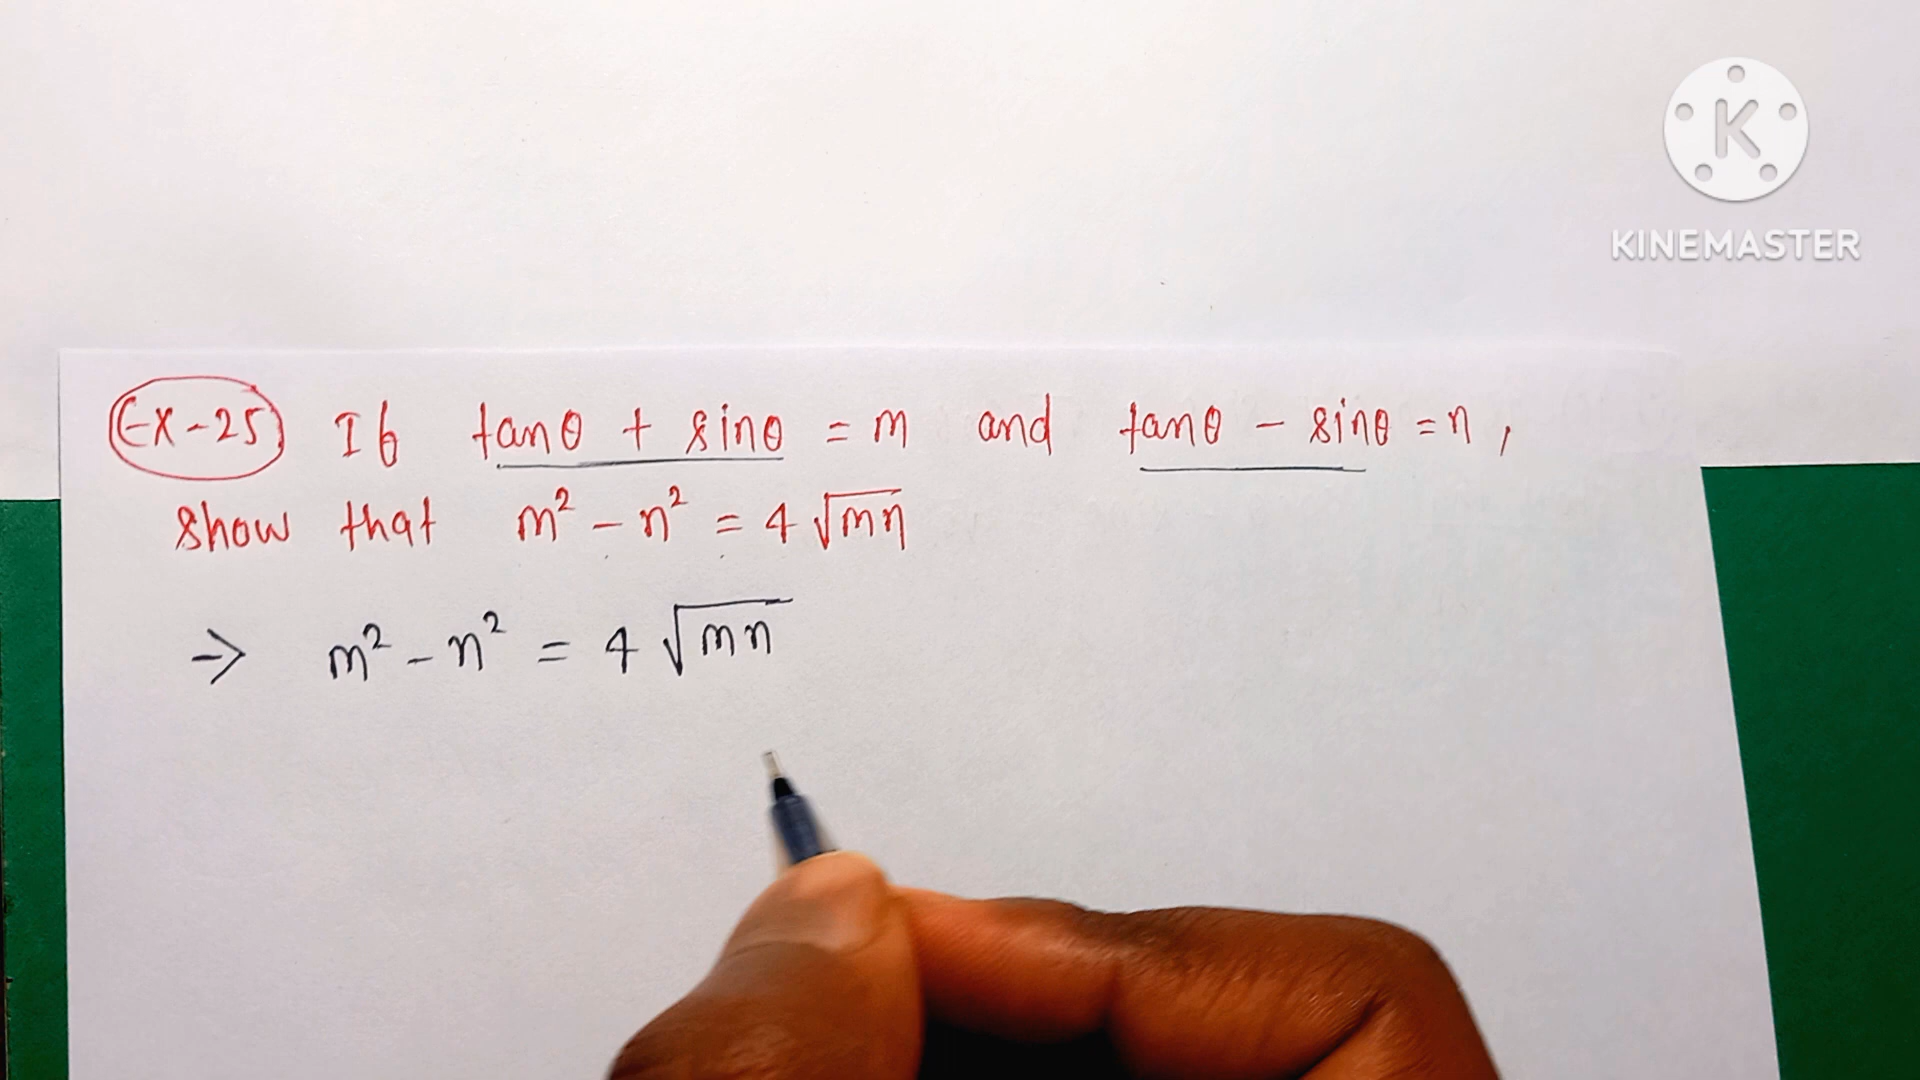 KINEMASTER
Ex-25 If tanθ + sinθ = m and tanθ - sinθ = n,
show that m² - n² = 4 √mn
→ m² - n² = 4 √mn